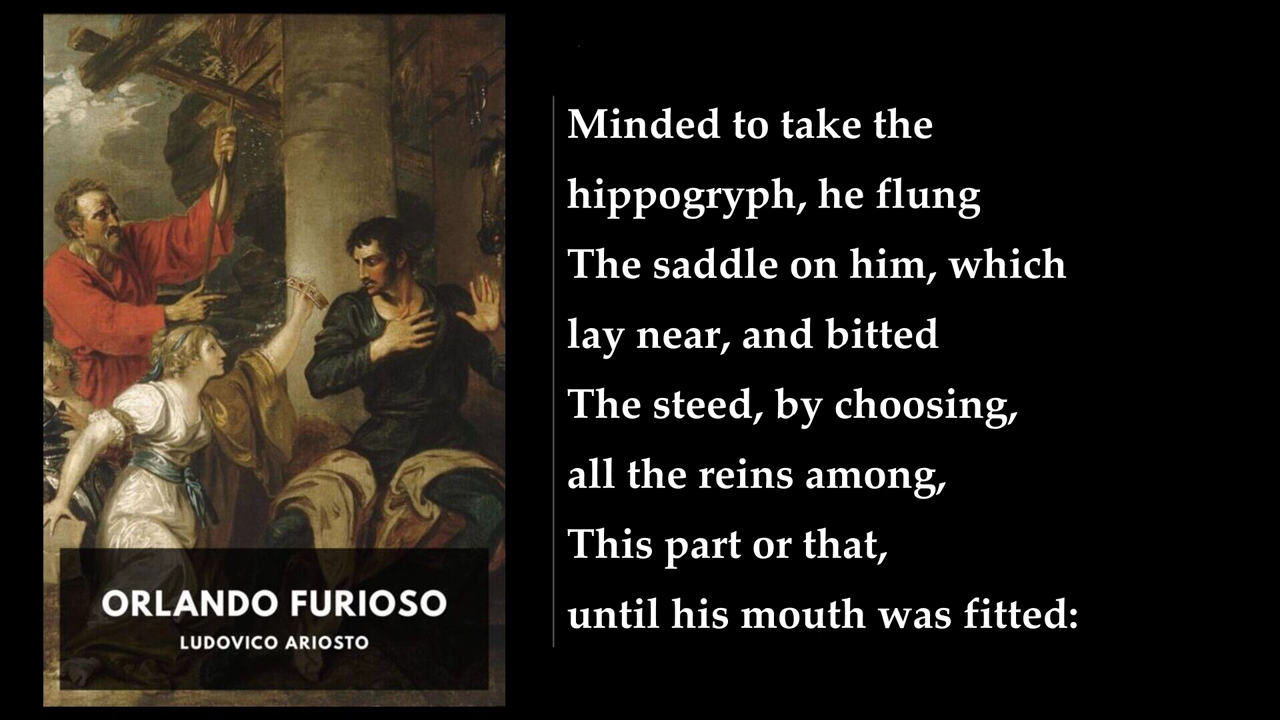 ORLANDO FURIOSO
LUDOVICO ARIOSTO
Minded to take the
hippogryph, he flung
The saddle on him, which
lay near, and bitted
The steed, by choosing,
all the reins among,
This part or that,
until his mouth was fitted: